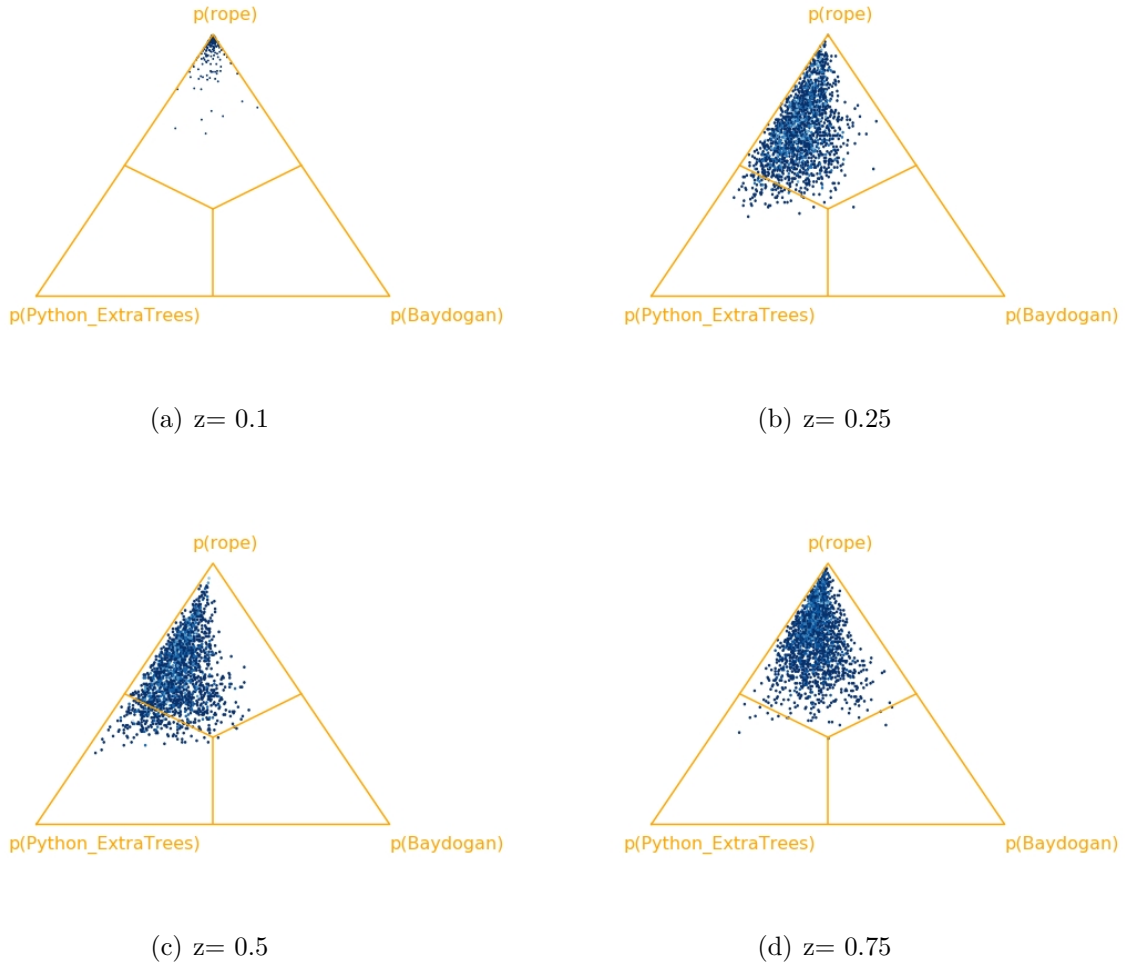 p(rope)
p(Python_ExtraTrees)
p(Baydogan)
(a) z= 0.1
p(rope)
p(Python_ExtraTrees)
p(Baydogan)
(b) z= 0.25
p(rope)
p(Python_ExtraTrees)
p(Baydogan)
(c) z= 0.5
p(rope)
p(Python_ExtraTrees)
p(Baydogan)
(d) z= 0.75